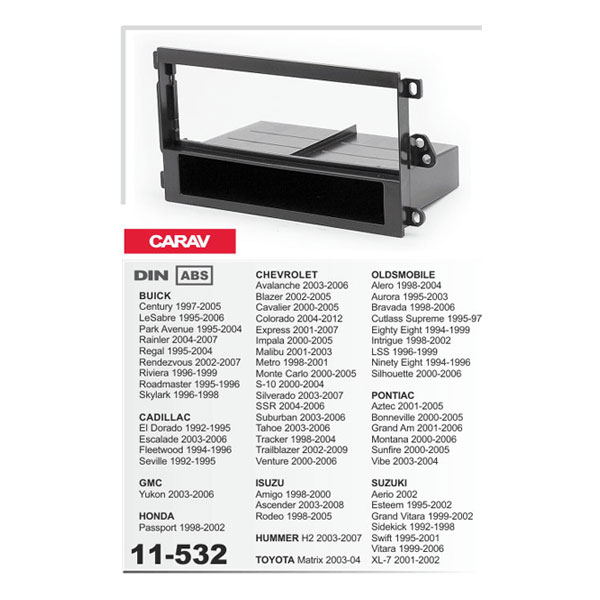 CARAV
DIN ABS
BUICK
Century 1997-2005
LeSabre 1995-2006
Park Avenue 1995-2004
Rainler 2004-2007
Regal 1995-2004
Rendezvous 2002-2007
Riviera 1996-1999
Roadmaster 1995-1996
Skylark 1996-1998
CADILLAC
El Dorado 1992-1995
Escalade 2003-2006
Fleetwood 1994-1996
Seville 1992-1995
GMC
Yukon 2003-2006
HONDA
Passport 1998-2002
11-532
CHEVROLET
Avalanche 2003-2006
Blazer 2002-2005
Cavalier 2000-2005
Colorado 2004-2012
Express 2001-2007
Impala 2000-2005
Malibu 2001-2003
Metro 1998-2001
Monte Carlo 2000-2005
S-10 2000-2004
Silverado 2003-2007
SSR 2004-2006
Suburban 2003-2006
Tahoe 2003-2006
Tracker 1998-2004
Trailblazer 2002-2009
Venture 2000-2006
ISUZU
Amigo 1998-2000
Ascender 2003-2008
Rodeo 1998-2005
HUMMER H2 2003-2007
TOYOTA Matrix 2003-04
OLDSMOBILE
Alero 1998-2004
Aurora 1995-2003
Bravada 1998-2006
Cutlass Supreme 1995-97
Eighty Eight 1994-1999
Intrigue 1998-2002
LSS 1996-1999
Ninety Eight 1994-1996
Silhouette 2000-2006
PONTIAC
Aztec 2001-2005
Bonneville 2000-2005
Grand Am 2001-2006
Montana 2000-2006
Sunfire 2000-2005
Vibe 2003-2004
SUZUKI
Aerio 2002
Esteem 1995-2002
Grand Vitara 1999-2002
Sidekick 1992-1998
Swift 1995-2001
Vitara 1999-2006
XL-7 2001-2002